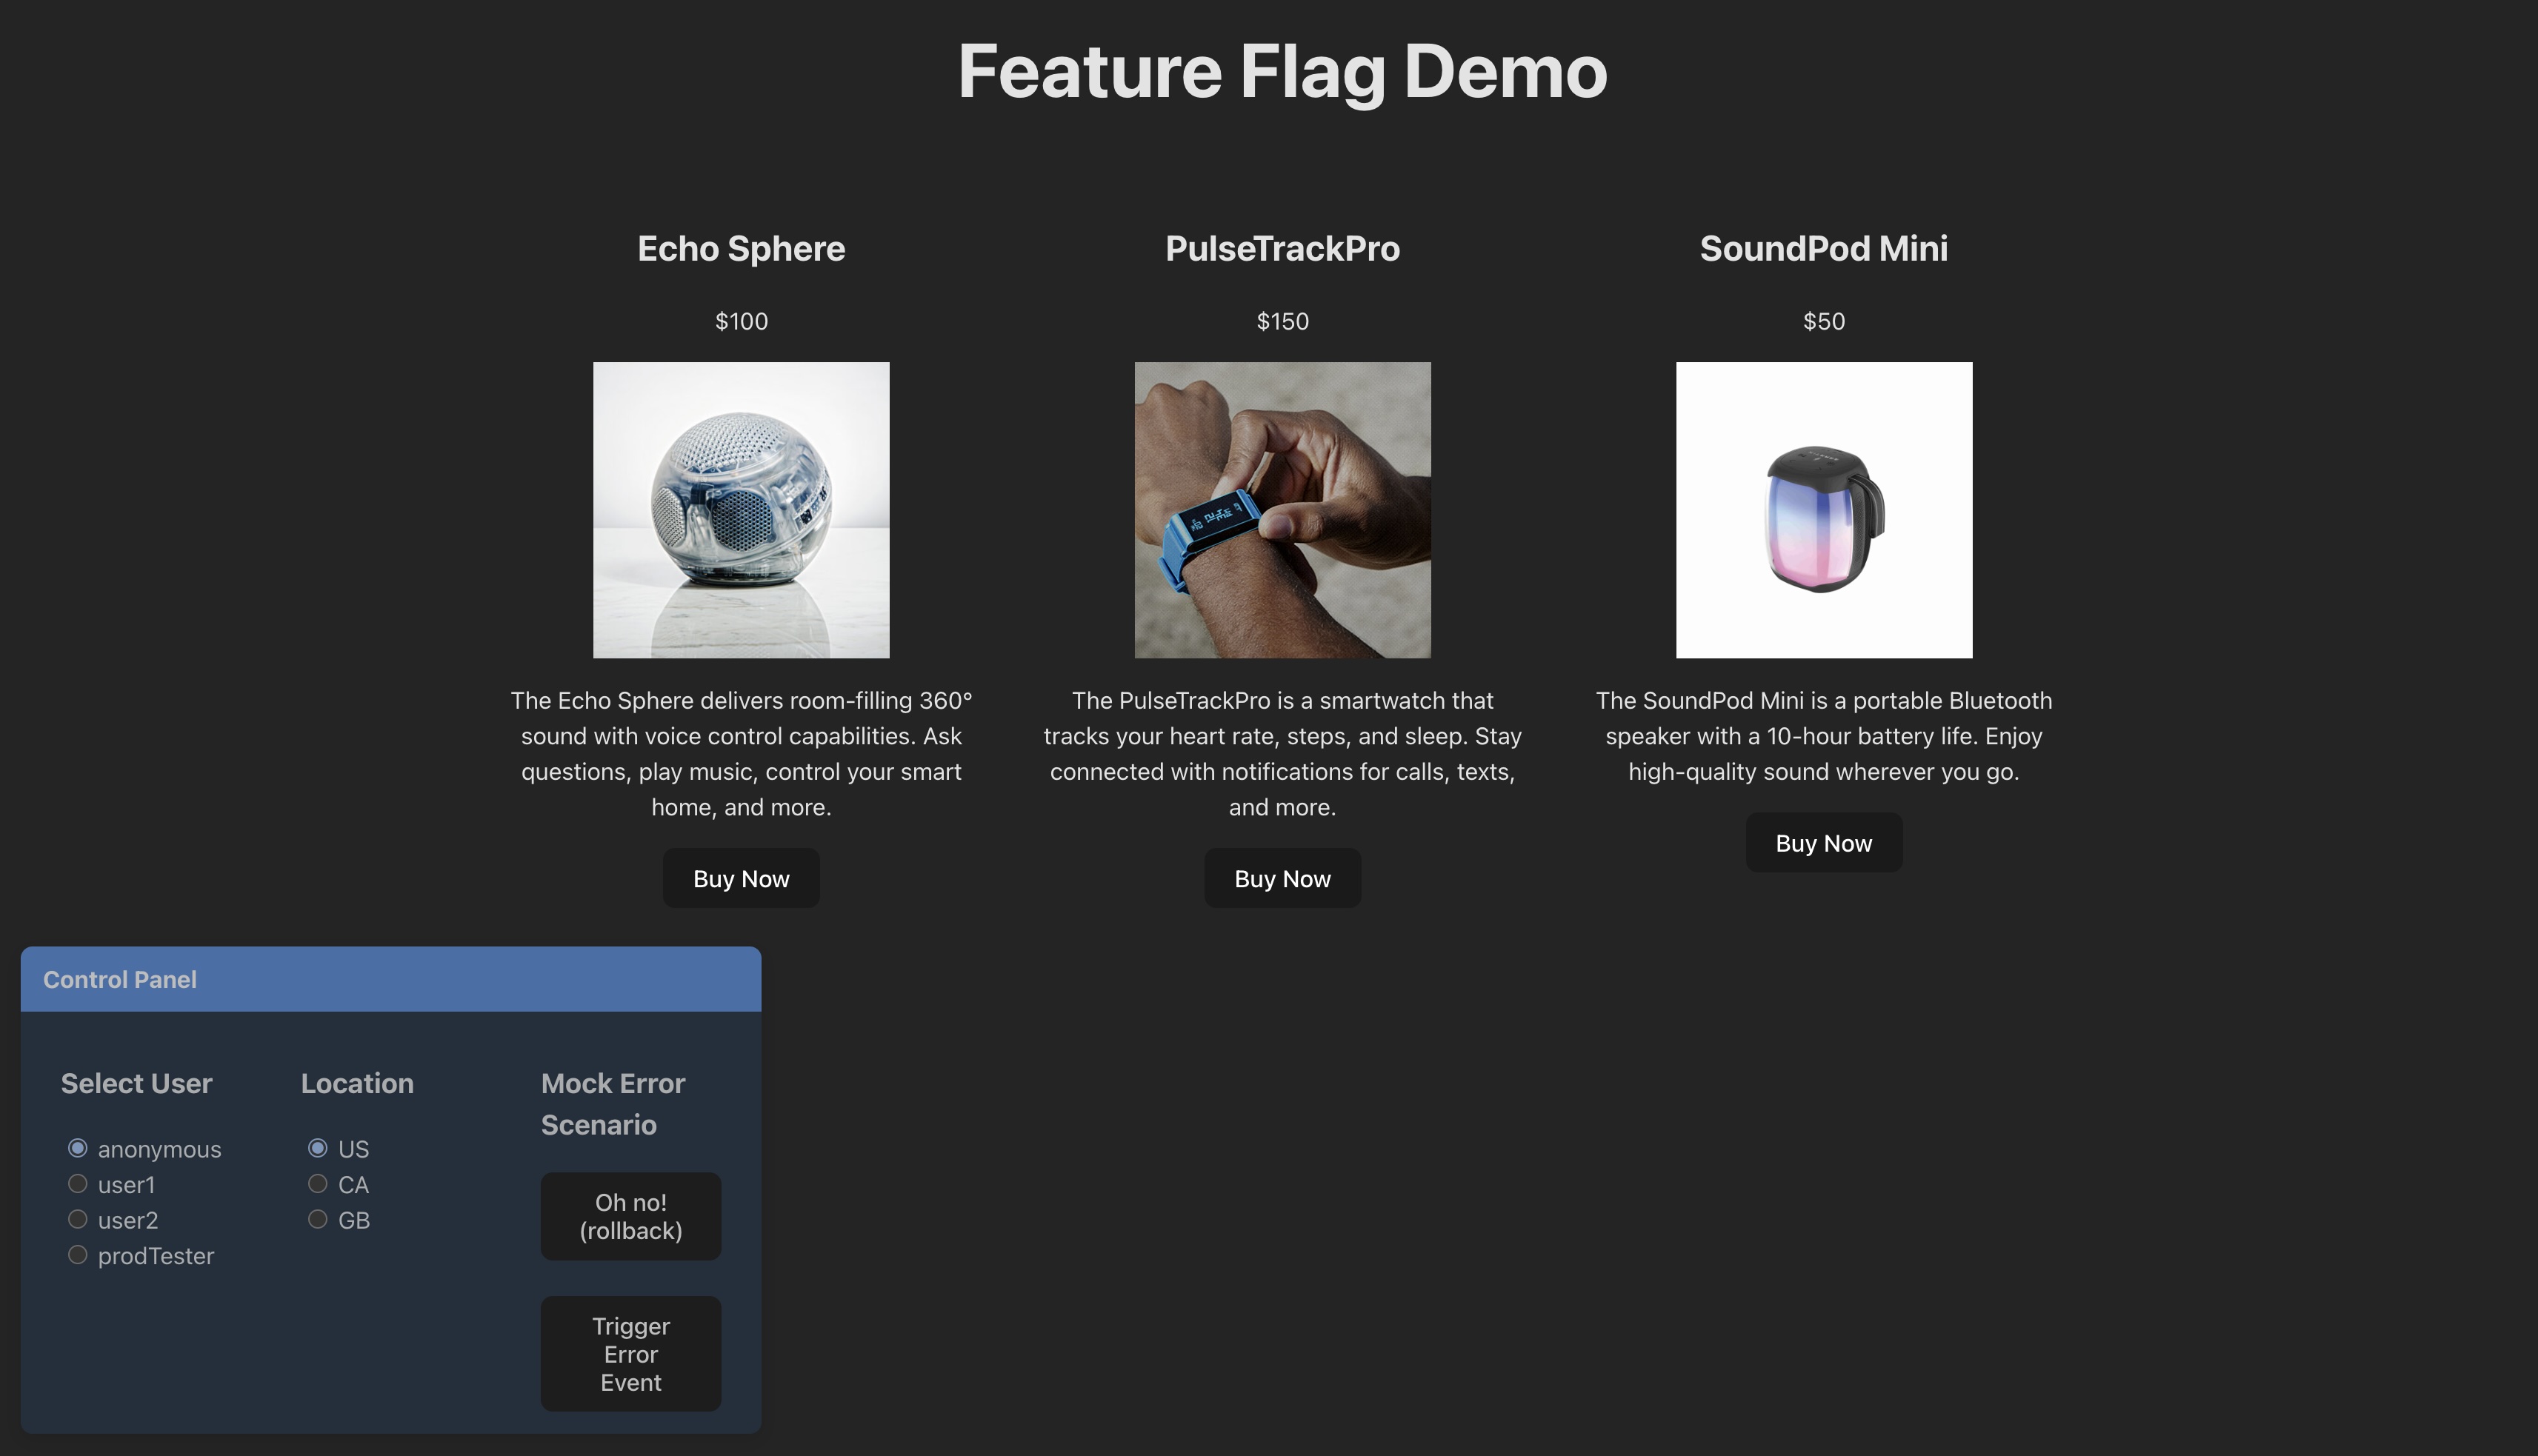 Feature Flag Demo
Echo Sphere
$100
The Echo Sphere delivers room-filling 360°
sound with voice control capabilities. Ask
questions, play music, control your smart
home, and more.
Buy Now
PulseTrackPro
$150
The PulseTrackPro is a smartwatch that
tracks your heart rate, steps, and sleep. Stay
connected with notifications for calls, texts,
and more.
Buy Now
SoundPod Mini
$50
The SoundPod Mini is a portable Bluetooth
speaker with a 10-hour battery life. Enjoy
high-quality sound wherever you go.
Buy Now
Control Panel
Select User
anonymous
user1
user2
prodTester
Location
US
CA
GB
Mock Error
Scenario
Oh no!
(rollback)
Trigger
Error
Event